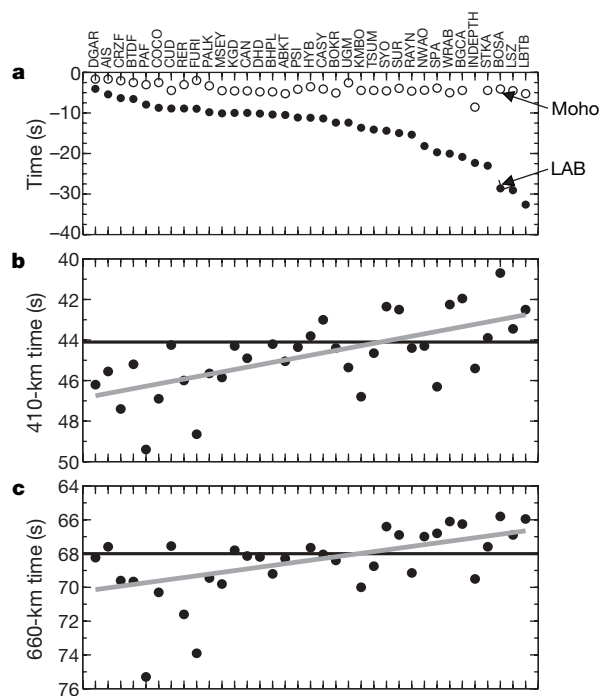 DGAR
AIS
CRZF
BTDF
PAF
COCO
CUD
RER
FURI
PALK
MSEY
KGD
CAN
DHD
BHPL
ABKT
PSI
HYB
CASY
BOKR
UGM
KMBO
TSUM
SYO
SUR
RAYN
NWAO
SPA
WRAB
BGCA
INDEPTH
STKA
BOSA
LSZ
LBTB
a
Time (s)
0
–10
–20
–30
–40
Moho
LAB
b
410-km time (s)
40
42
44
46
48
50
c
660-km time (s)
64
66
68
70
72
74
76